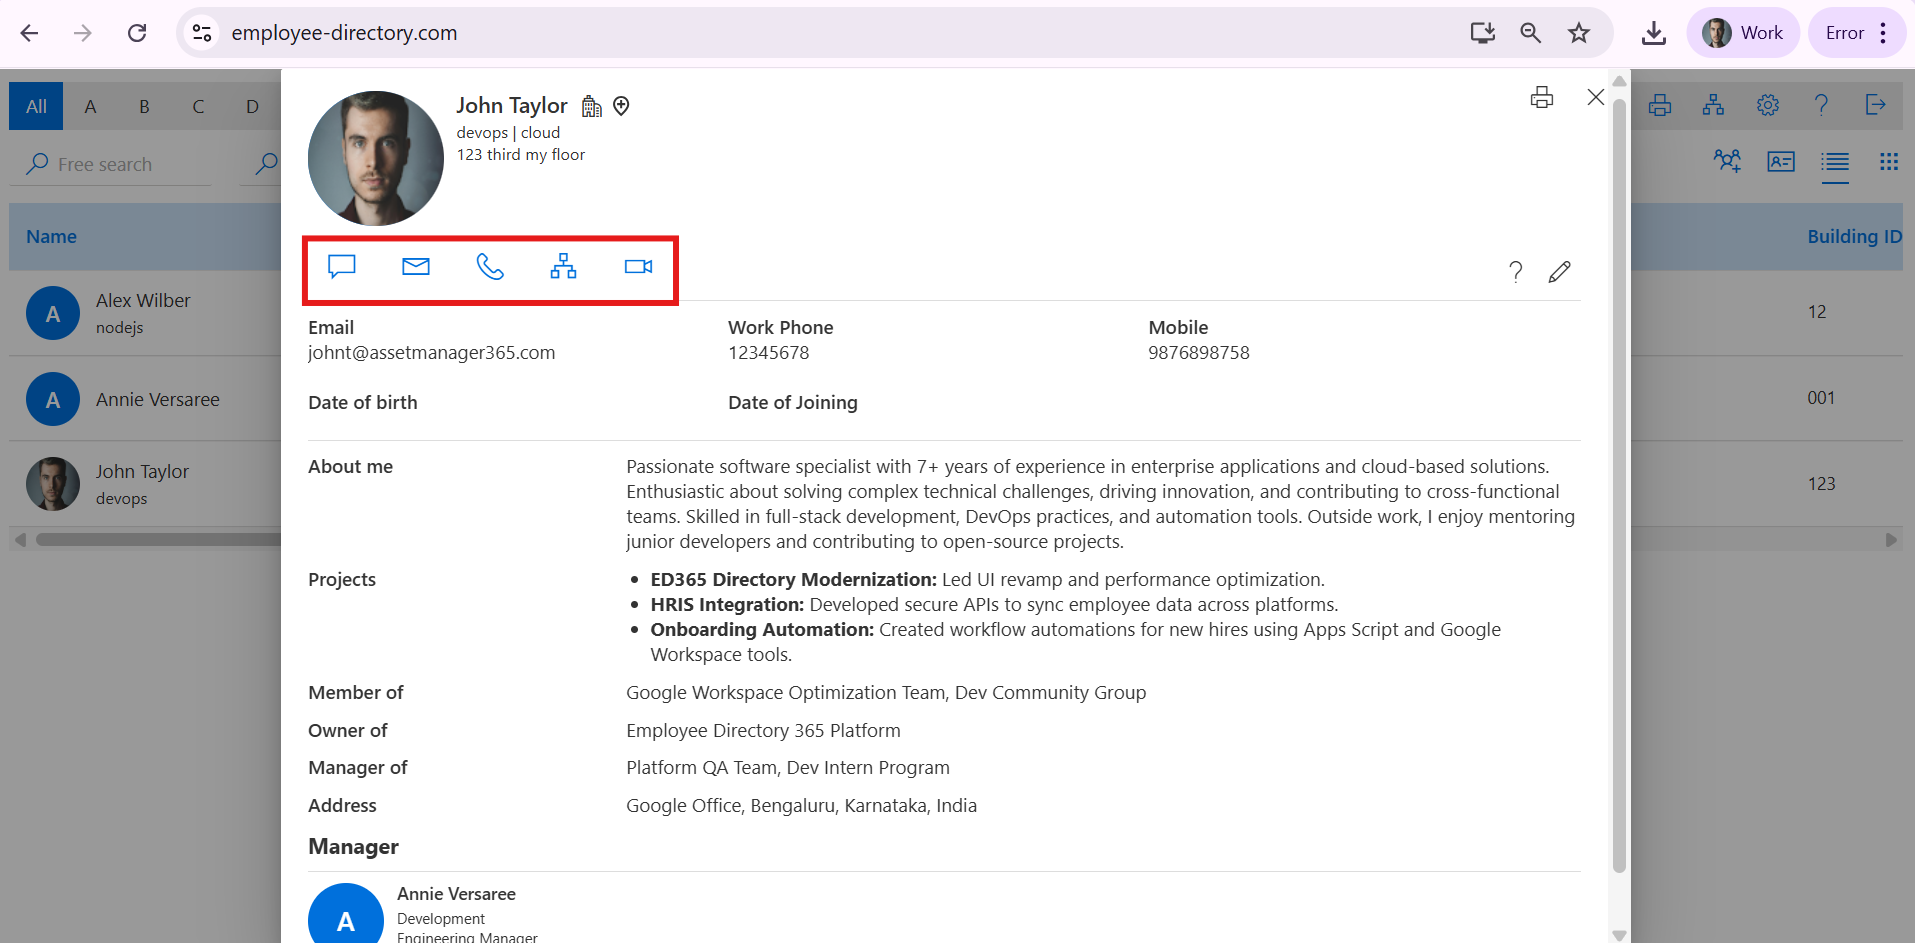 employee-directory.com
Work
Error
All A B C D
Free search
Name
Building ID
Alex Wilber
nodejs
12
Annie Versaree
001
John Taylor
devops
123
John Taylor
devops | cloud
123 third my floor
Email
johnt@assetmanager365.com
Work Phone
12345678
Mobile
9876898758
Date of birth
Date of Joining
About me
Passionate software specialist with 7+ years of experience in enterprise applications and cloud-based solutions.
Enthusiastic about solving complex technical challenges, driving innovation, and contributing to cross-functional
teams. Skilled in full-stack development, DevOps practices, and automation tools. Outside work, I enjoy mentoring
junior developers and contributing to open-source projects.
Projects
• ED365 Directory Modernization: Led UI revamp and performance optimization.
• HRIS Integration: Developed secure APIs to sync employee data across platforms.
• Onboarding Automation: Created workflow automations for new hires using Apps Script and Google
Workspace tools.
Member of
Google Workspace Optimization Team, Dev Community Group
Owner of
Employee Directory 365 Platform
Manager of
Platform QA Team, Dev Intern Program
Address
Google Office, Bengaluru, Karnataka, India
Manager
A
Annie Versaree
Development
Engineering Manager
A
A